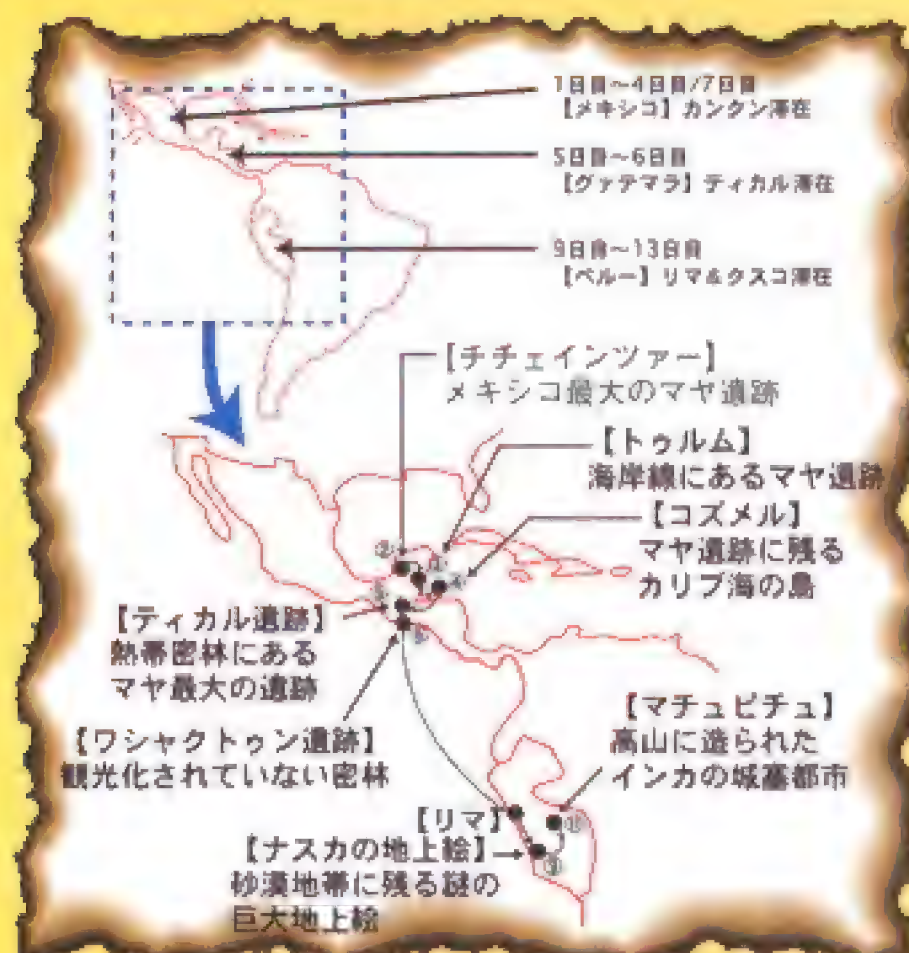 1日目～4日目/7日目
【メキシコ】カンクン滞在
5日目～6日目
【グァテマラ】ティカル滞在
9日目～13日目
【ペルー】リマ&クスコ滞在
【チチェインツァー】
メキシコ最大のマヤ遺跡
【トゥルム】
海岸線にあるマヤ遺跡
【コズメル】
マヤ遺跡に残る
カリブ海の島
【ティカル遺跡】
熱帯密林にある
マヤ最大の遺跡
【ワシャクトゥン遺跡】
観光化されていない密林
【マチュピチュ】
高山に造られた
インカの城塞都市
【リマ】
【ナスカの地上絵】
砂漠地帯に残る謎の
巨大地上絵